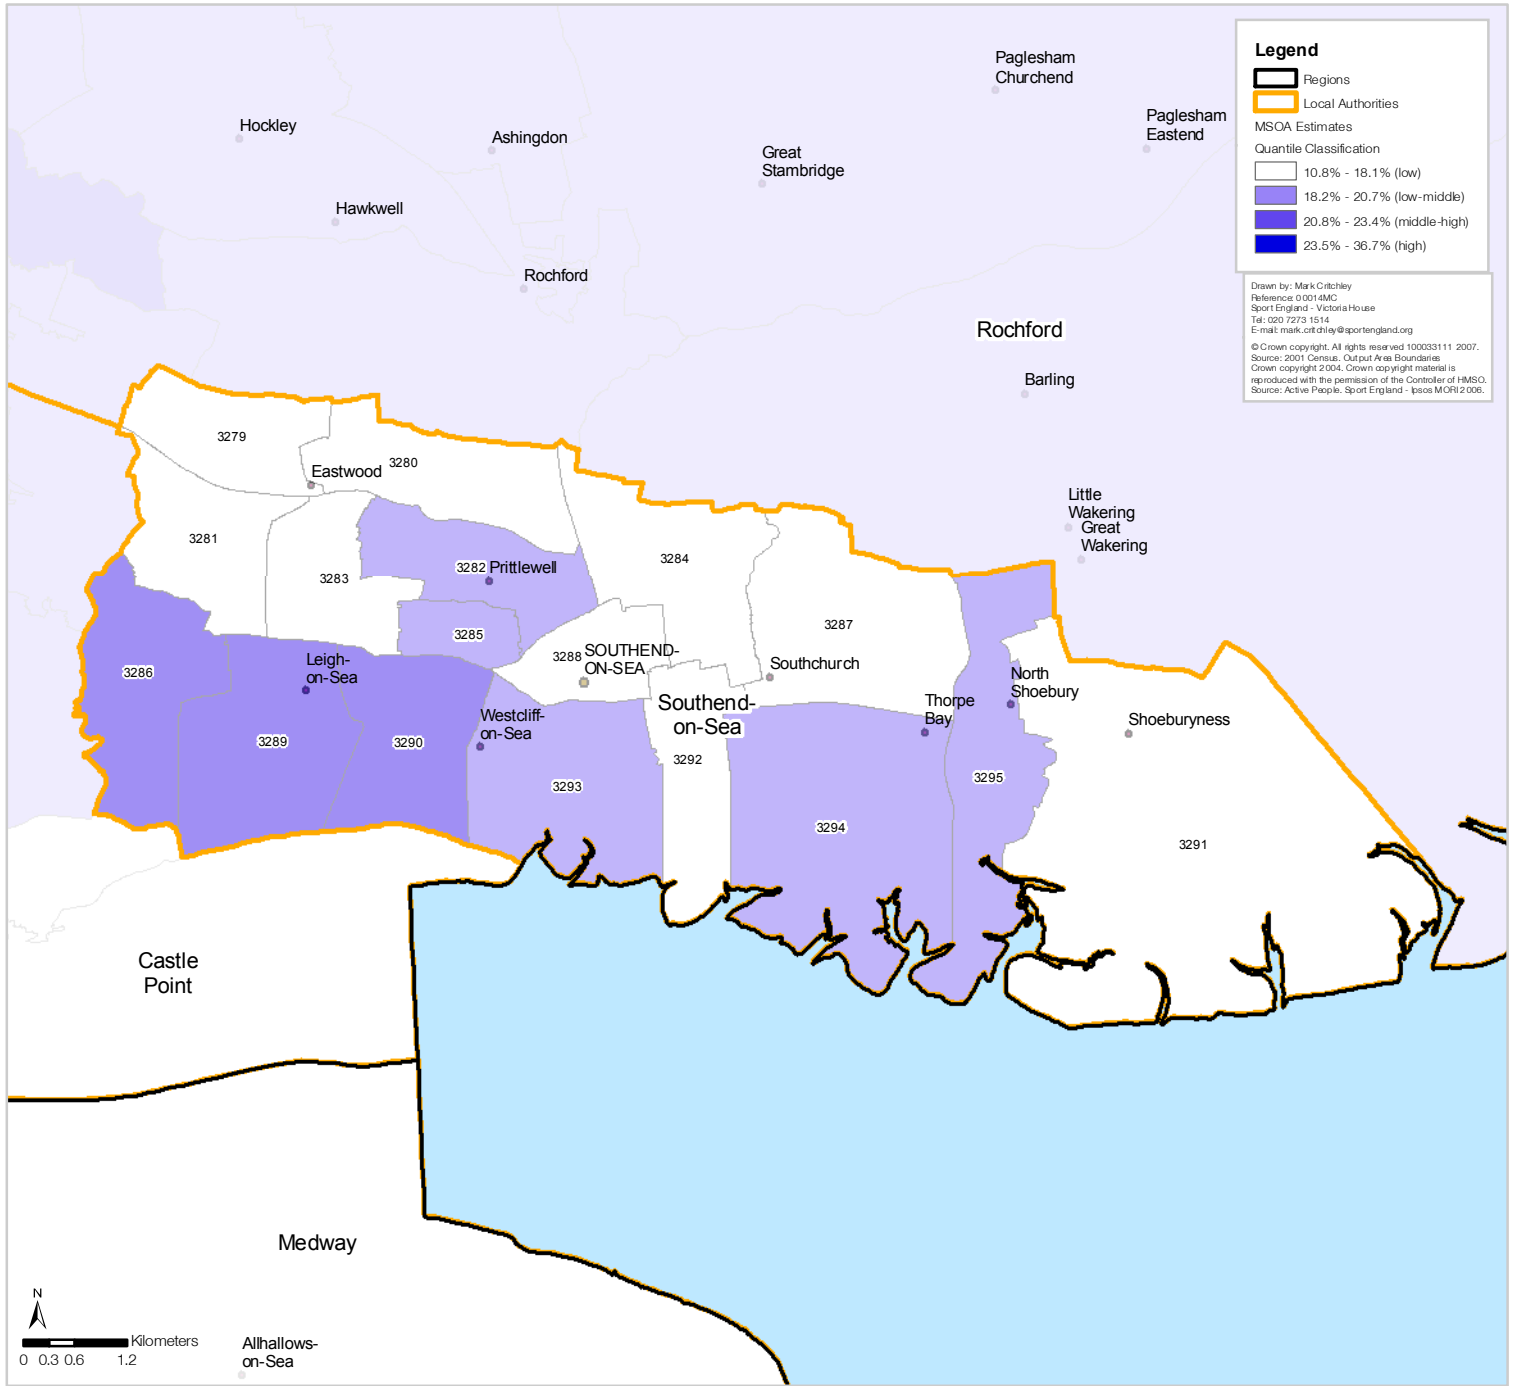 Legend
Regions
Local Authorities
MSOA Estimates
Quantile Classification
10.8% - 18.1% (low)
18.2% - 20.7% (low-middle)
20.8% - 23.4% (middle-high)
23.5% - 36.7% (high)
Drawn by: Mark Critchley
Reference: 00014MC
Sport England - Victoria House
Tel: 020 7273 1514
E-mail: mark.critchley@sportengland.org
© Crown copyright. All rights reserved 100033111 2007.
Source: 2001 Census. Output Area Boundaries
Crown copyright 2004. Crown copyright material is
reproduced with the permission of the Controller of HMSO.
Source: Active People. Sport England - Ipsos MORI 2006.
Paglesham
Churchend
Paglesham
Eastend
Hockley
Ashingdon
Great
Stambridge
Hawkwell
Rochford
Rochford
Barling
3279
3280
Eastwood
Little
Wakering
Great
Wakering
3281
3284
3282
Prittlewell
3283
3285
3287
3288
SOUTHEND-
ON-SEA
3286
Leigh-
on-Sea
Southchurch
North
Shoebury
Southend-
on-Sea
Thorpe
Bay
Westcliff-
on-Sea
Shoeburyness
3289
3290
3292
3293
3295
3294
3291
Castle
Point
Medway
N
Kilometers
0 0.3 0.6 1.2
Allhallows-
on-Sea